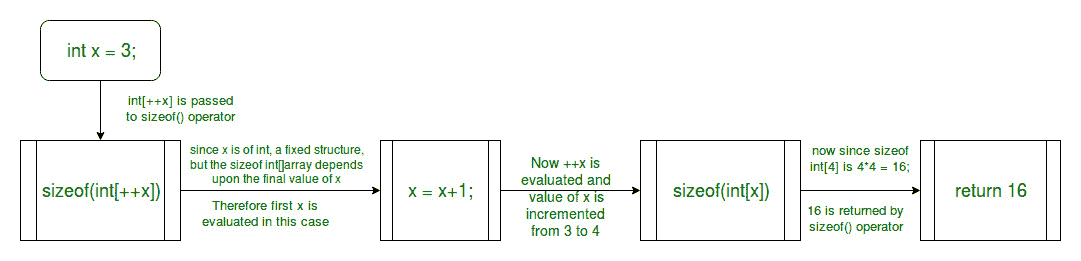 int x = 3;
int[++x] is passed
to sizeof() operator
sizeof(int[++x])
since x is of int, a fixed structure,
but the sizeof int[]array depends
upon the final value of x
Therefore first x is
evaluated in this case
x = x+1;
Now ++x is
evaluated and
value of x is
incremented
from 3 to 4
sizeof(int[x])
now since sizeof
int[4] is 4*4 = 16;
16 is returned by
sizeof() operator
return 16